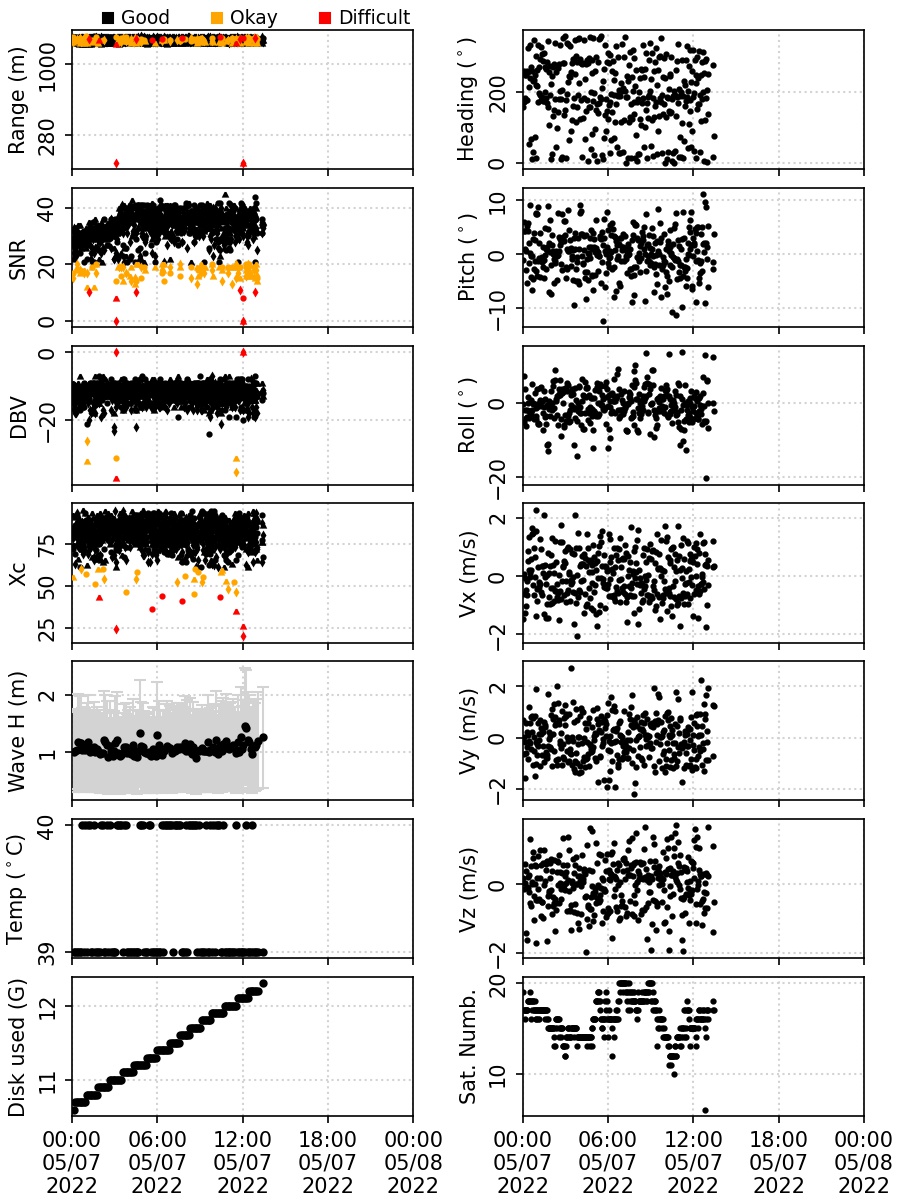 Good Okay Difficult
Range (m)
1000
280
Heading (°)
200
0
SNR
40
20
0
Pitch (°)
10
0
−10
DBV
0
−20
Roll (°)
0
−20
Xc
75
50
25
Vx (m/s)
2
0
−2
Wave H (m)
2
1
Vy (m/s)
2
0
−2
Temp (°C)
40
39
Vz (m/s)
0
−2
Disk used (G)
12
11
Sat. Numb.
20
10
00:00 06:00 12:00 18:00 00:00
05/07 05/07 05/07 05/07 05/08
2022 2022 2022 2022 2022
00:00 06:00 12:00 18:00 00:00
05/07 05/07 05/07 05/07 05/08
2022 2022 2022 2022 2022